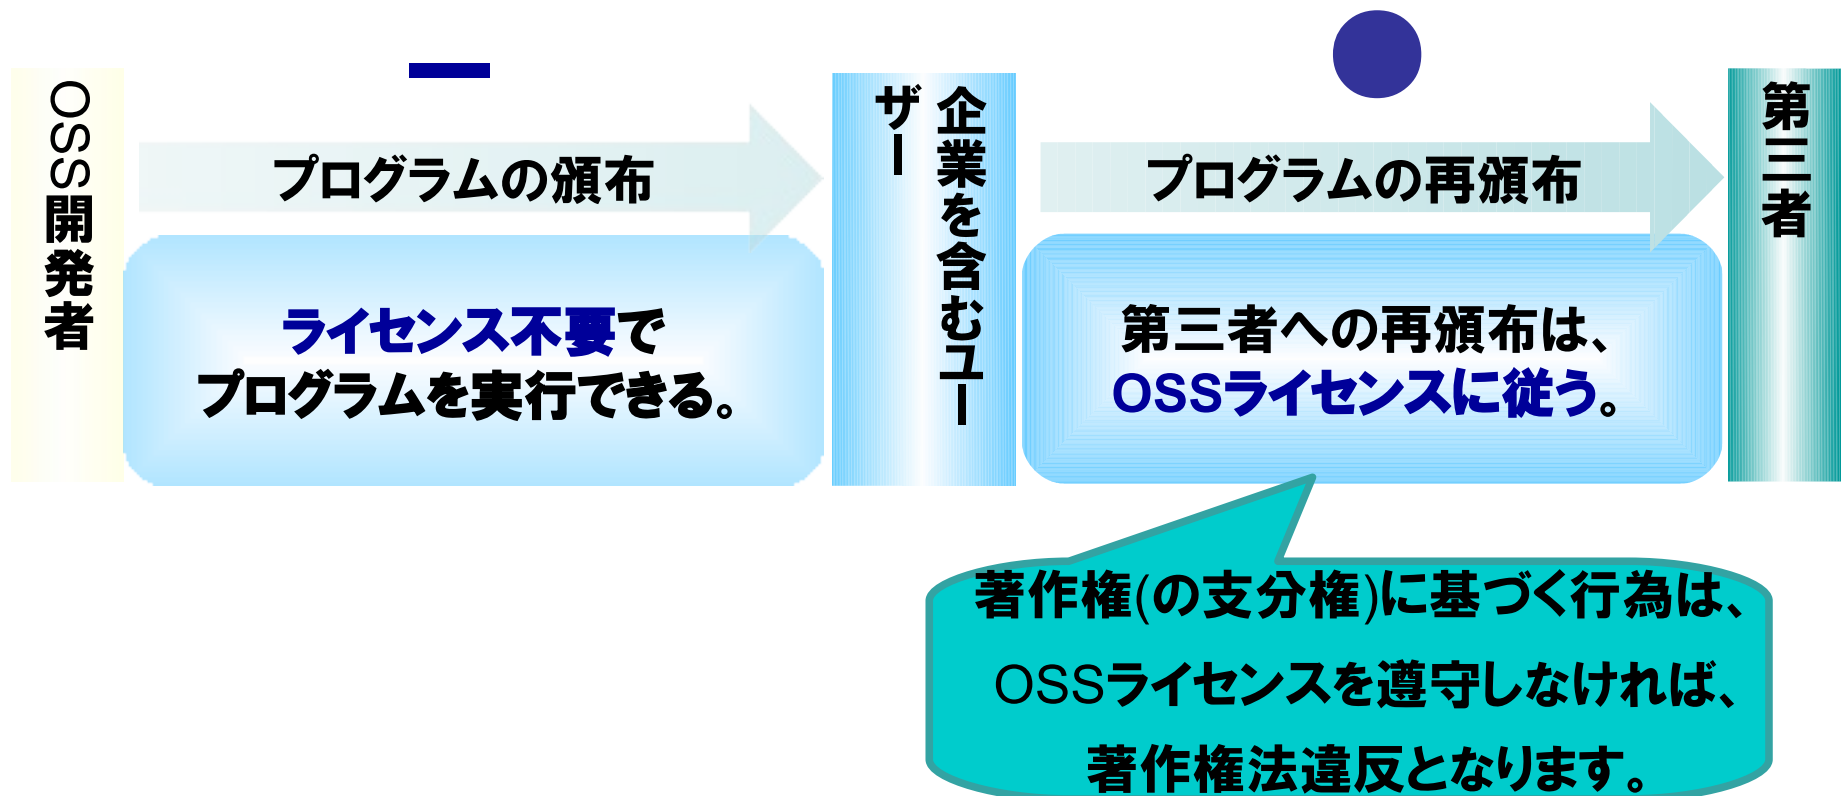 OSS開発者
プログラムの頒布
ライセンス不要で
プログラムを実行できる。
企業を含むユー
ザー
プログラムの再頒布
第三者への再頒布は、
OSSライセンスに従う。
第三者
著作権(の支分権)に基づく行為は、
OSSライセンスを遵守しなければ、
著作権法違反となります。